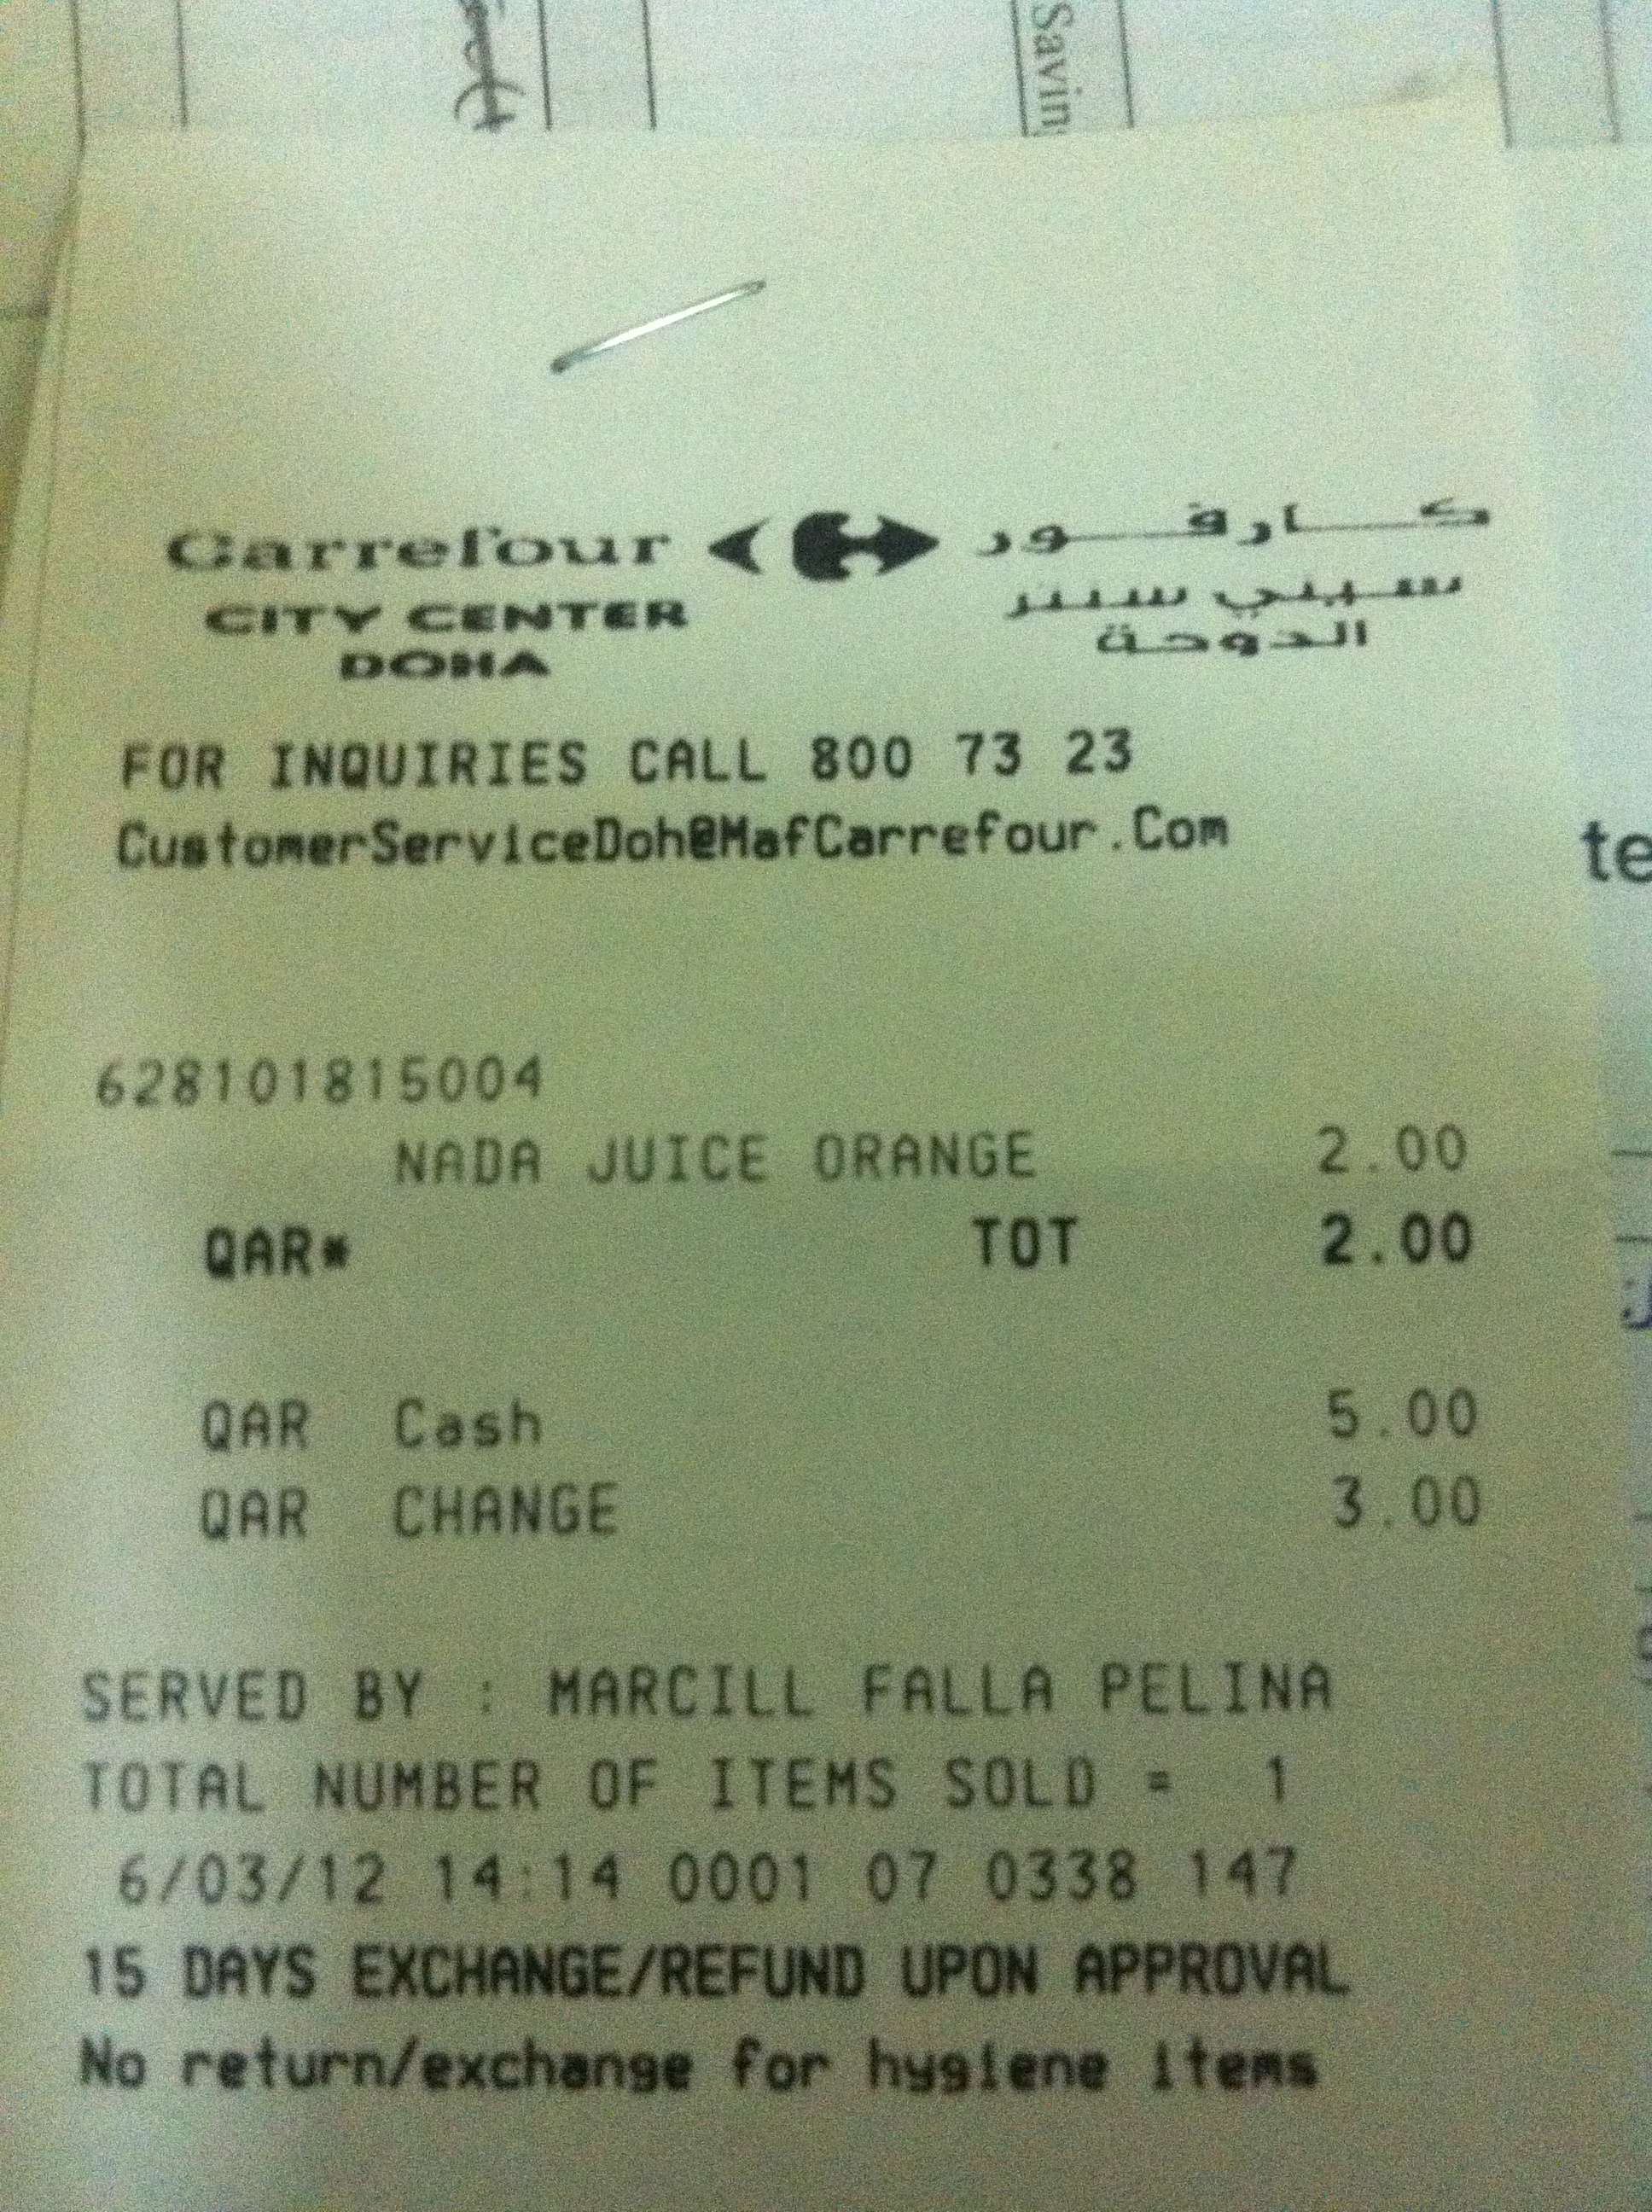 Savin
Carrefour كارفور
CITY CENTER سيتي سنتر
DOHA الدوحة
FOR INQUIRIES CALL 800 73 23
CustomerServiceDoh@MafCarrefour.Com
te
628101815004
NADA JUICE ORANGE 2.00
QAR* TOT 2.00
QAR Cash 5.00
QAR CHANGE 3.00
SERVED BY : MARCILL FALLA PELINA
TOTAL NUMBER OF ITEMS SOLD = 1
6/03/12 14:14 0001 07 0338 147
15 DAYS EXCHANGE/REFUND UPON APPROVAL
No return/exchange for hygiene items